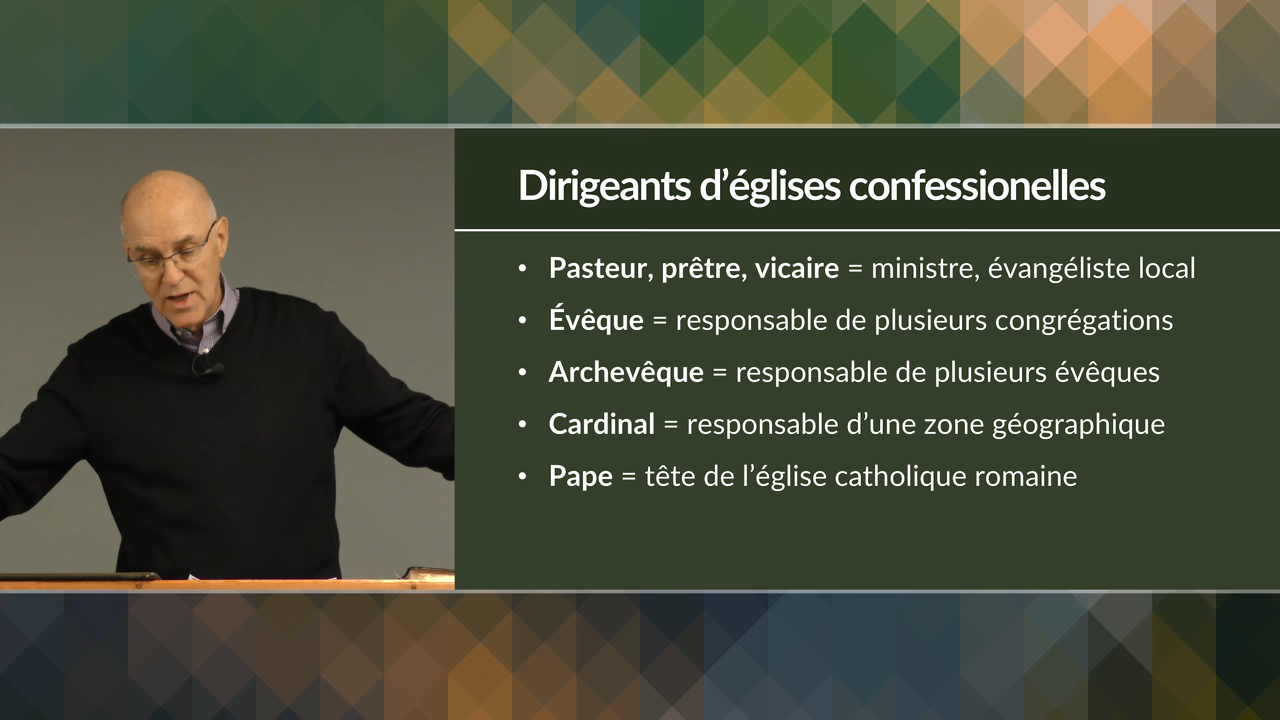 Dirigeants d’églises confessionelles
• Pasteur, prêtre, vicaire = ministre, évangéliste local
• Évêque = responsable de plusieurs congrégations
• Archevêque = responsable de plusieurs évêques
• Cardinal = responsable d’une zone géographique
• Pape = tête de l’église catholique romaine